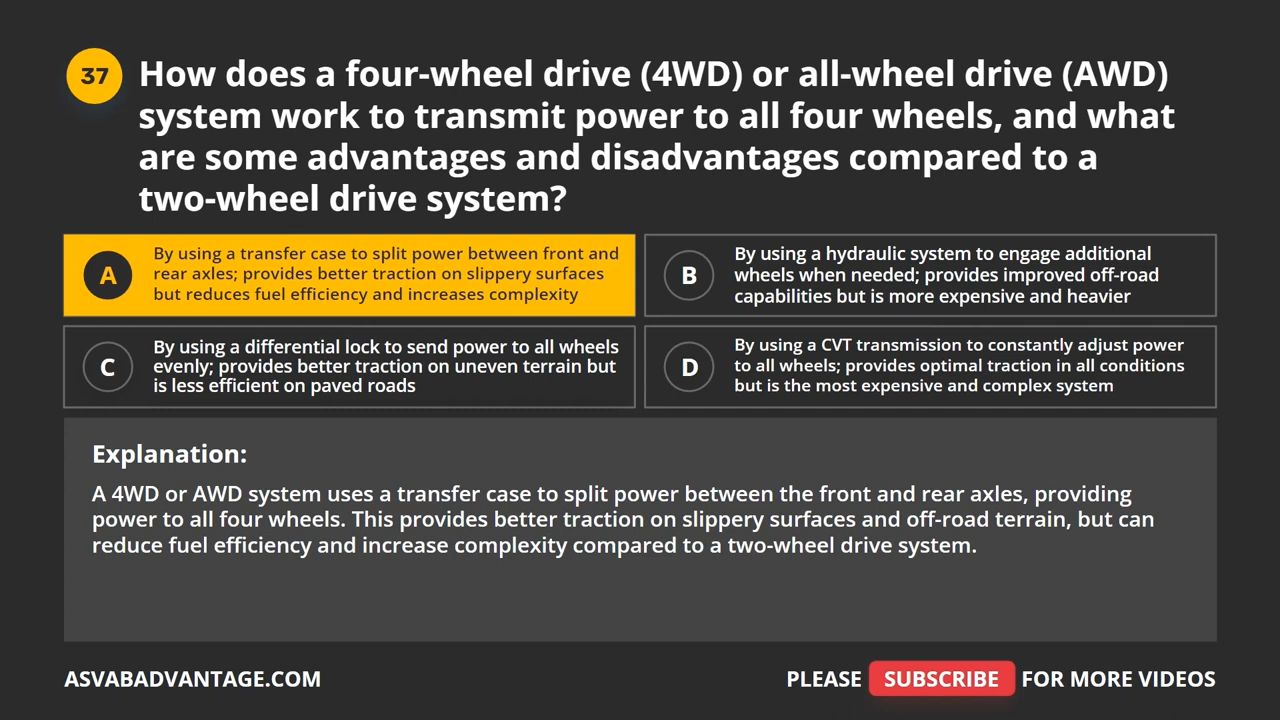 37
How does a four-wheel drive (4WD) or all-wheel drive (AWD)
system work to transmit power to all four wheels, and what
are some advantages and disadvantages compared to a
two-wheel drive system?
A
By using a transfer case to split power between front and
rear axles; provides better traction on slippery surfaces
but reduces fuel efficiency and increases complexity
B
By using a hydraulic system to engage additional
wheels when needed; provides improved off-road
capabilities but is more expensive and heavier
C
By using a differential lock to send power to all wheels
evenly; provides better traction on uneven terrain but
is less efficient on paved roads
D
By using a CVT transmission to constantly adjust power
to all wheels; provides optimal traction in all conditions
but is the most expensive and complex system
Explanation:
A 4WD or AWD system uses a transfer case to split power between the front and rear axles, providing
power to all four wheels. This provides better traction on slippery surfaces and off-road terrain, but can
reduce fuel efficiency and increase complexity compared to a two-wheel drive system.
ASVABADVANTAGE.COM
PLEASE SUBSCRIBE FOR MORE VIDEOS